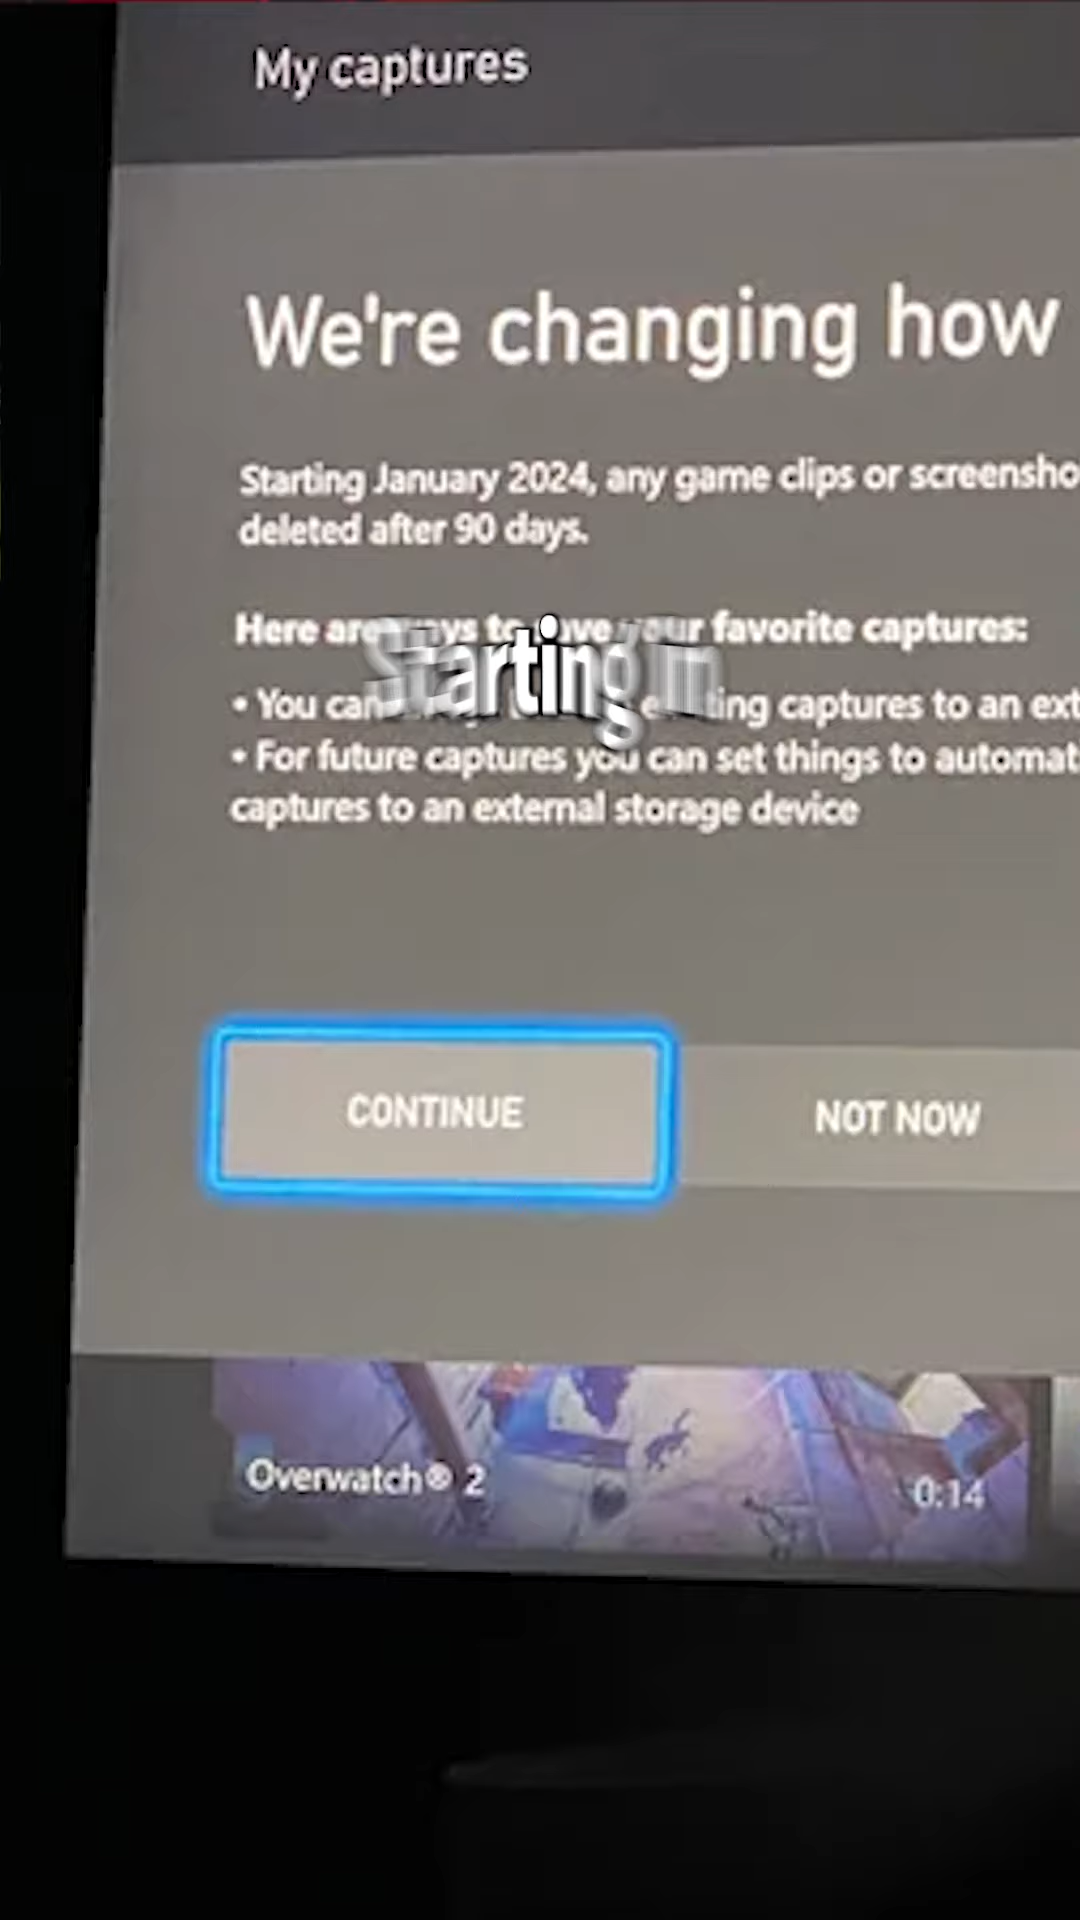 My captures
We're changing how
Starting January 2024, any game clips or screensho
deleted after 90 days.
Here are ways to save your favorite captures:
Starting in
• You can existing captures to an ext
• For future captures you can set things to automat
captures to an external storage device
CONTINUE
NOT NOW
Overwatch® 2
0:14